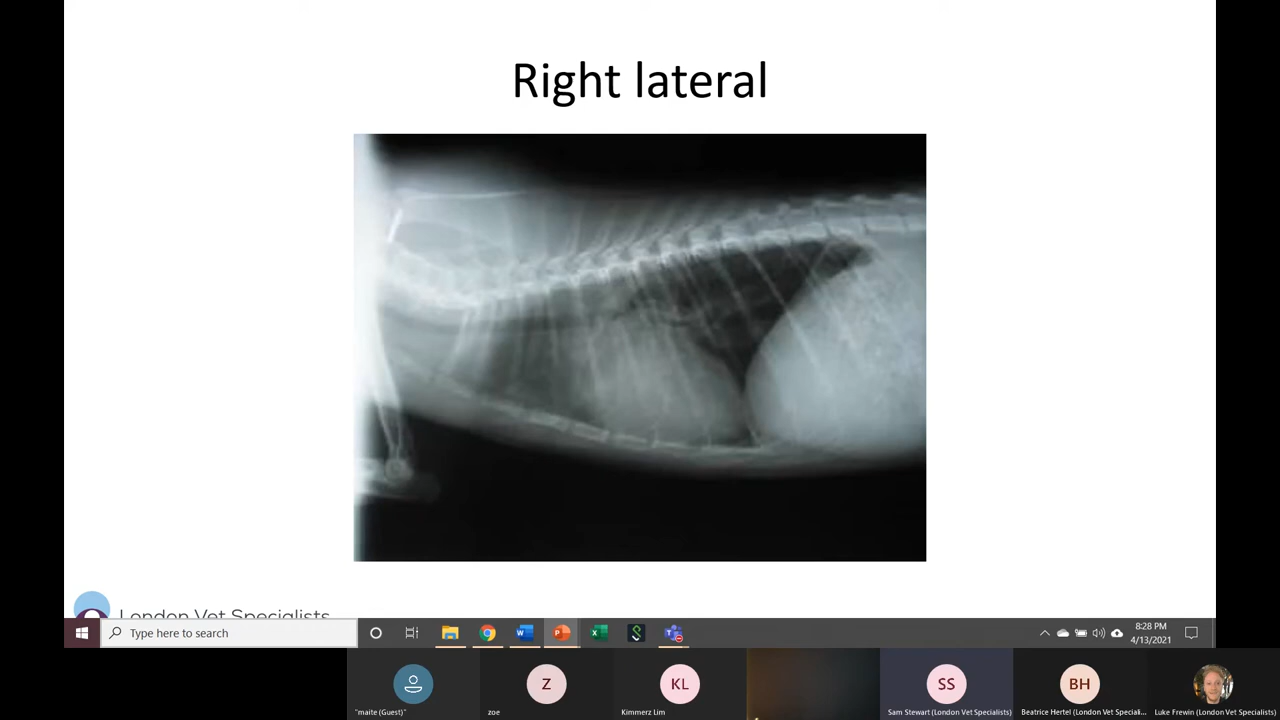 Right lateral
London Vet Specialists
Type here to search
8:28 PM
4/13/2021
Z
KL
SS
BH
"maite (Guest)"
zoe
Kimmerz Lim
Sam Stewart (London Vet Specialists)
Beatrice Hertel (London Vet Speciali...
Luke Frewin (London Vet Specialists)